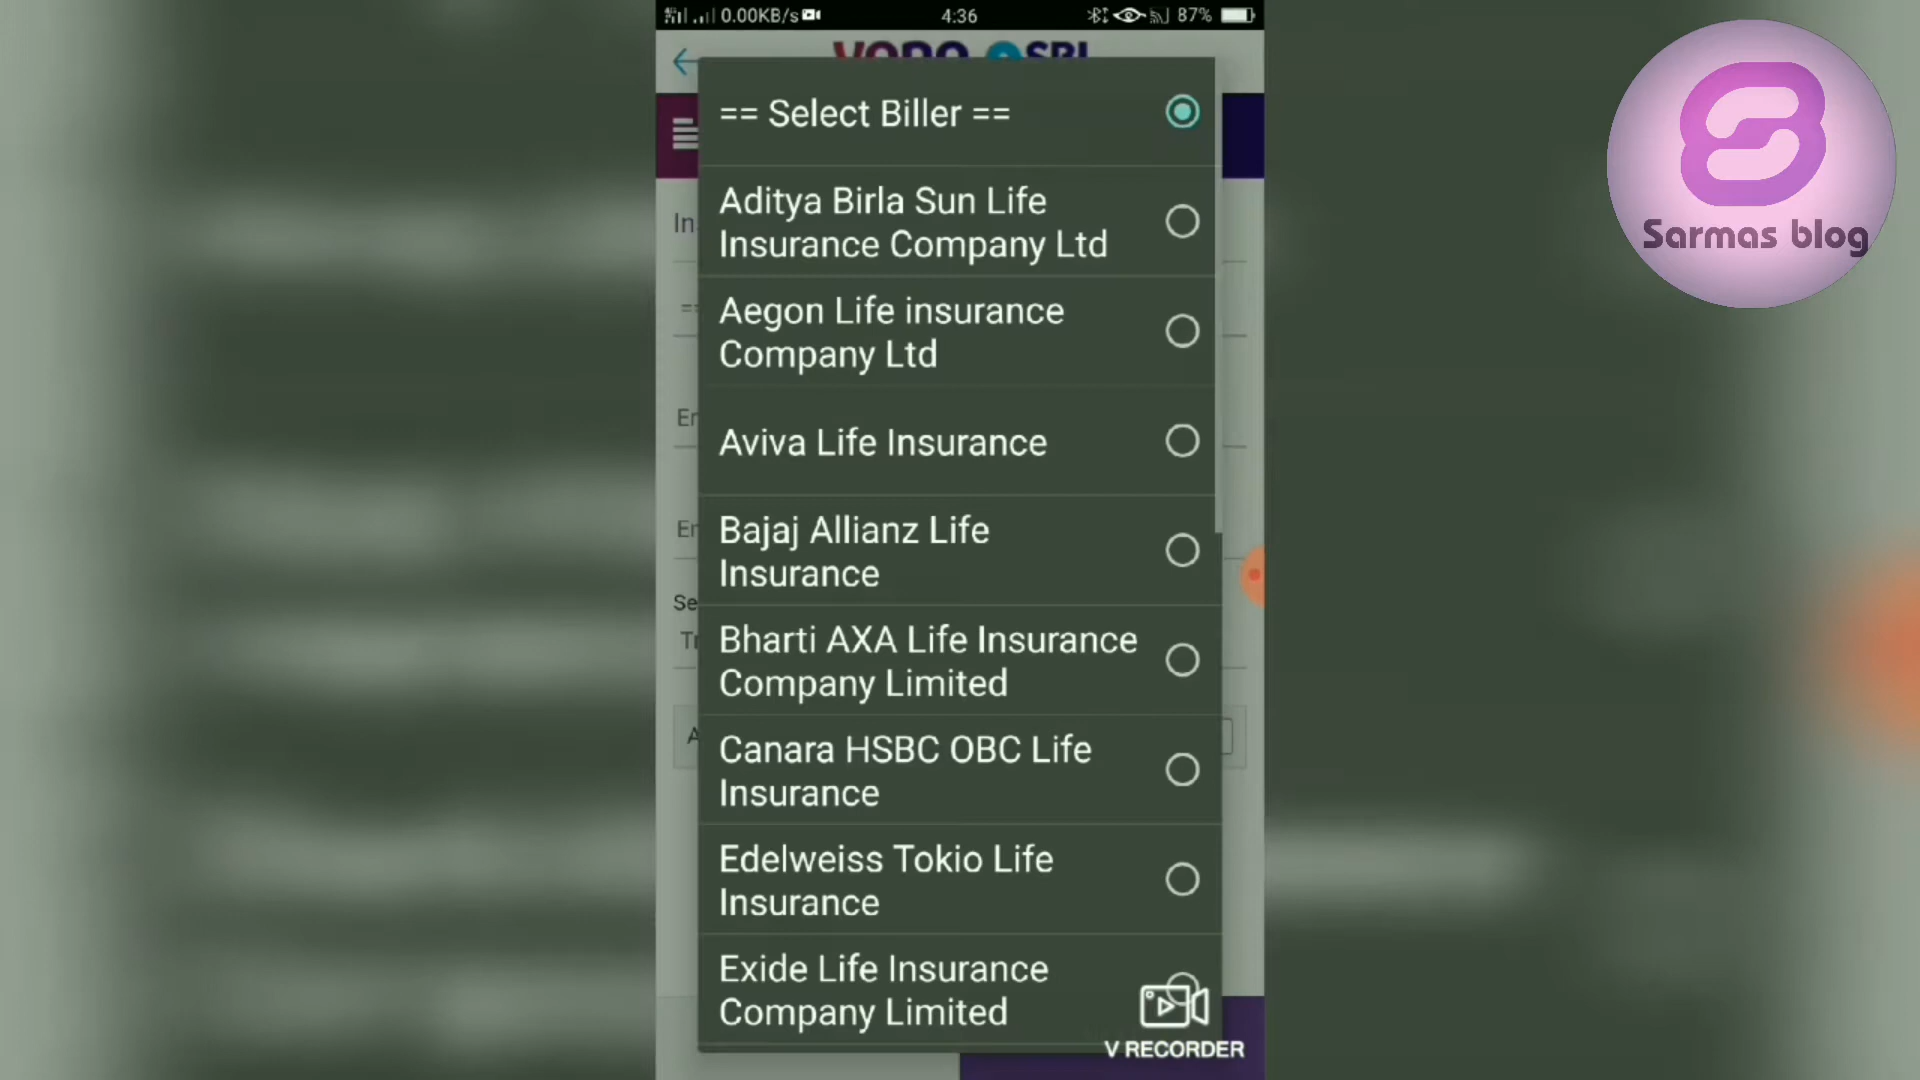 0.00KB/s 4:36 87%
== Select Biller ==
Aditya Birla Sun Life
Insurance Company Ltd
Aegon Life insurance
Company Ltd
Aviva Life Insurance
Bajaj Allianz Life
Insurance
Bharti AXA Life Insurance
Company Limited
Canara HSBC OBC Life
Insurance
Edelweiss Tokio Life
Insurance
Exide Life Insurance
Company Limited
V RECORDER
Sarmas blog